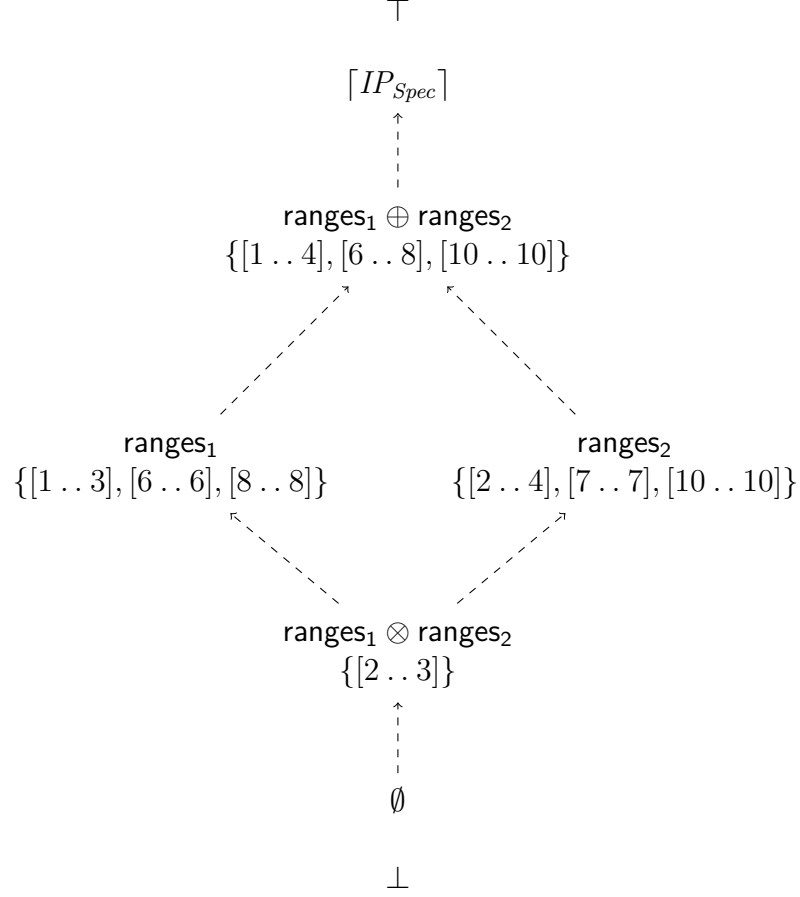 ⊤
⌈IP_Spec⌉
ranges₁ ⊕ ranges₂
{[1 . . 4], [6 . . 8], [10 . . 10]}
ranges₁
{[1 . . 3], [6 . . 6], [8 . . 8]}
ranges₂
{[2 . . 4], [7 . . 7], [10 . . 10]}
ranges₁ ⊗ ranges₂
{[2 . . 3]}
∅
⊥